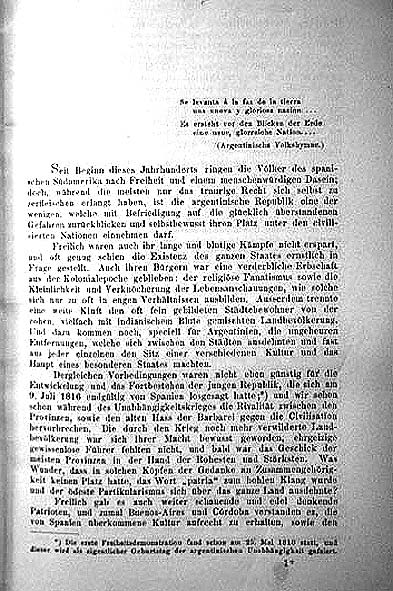 Se levanta á la faz de la tierra
una nueva y gloriosa nacion ...
Es ersteht vor den Blicken der Erde
eine neue, glorreiche Nation....
(Argentinische Volkshymne.)
Seit Beginn dieses Jahrhunderts ringen die Völker des spani-
schen Südamerika nach Freiheit und einem menschenwürdigen Dasein;
doch, während die meisten nur das traurige Recht sich selbst zu
zerfleischen erlangt haben, ist die argentinische Republik eine der
wenigen, welche mit Befriedigung auf die glücklich überstandenen
Gefahren zurückblicken und selbstbewusst ihren Platz unter den civili-
sierten Nationen einnehmen darf.
Freilich waren auch ihr lange und blutige Kämpfe nicht erspart,
und oft genug schien die Existenz des ganzen Staates ernstlich in
Frage gestellt. Auch ihren Bürgern war eine verderbliche Erbschaft
aus der Kolonialepoche geblieben: der religiöse Fanatismus sowie die
Kleinlichkeit und Verknöcherung der Lebensanschauungen, wie solche
sich nur zu oft in engen Verhältnissen ausbilden. Ausserdem trennte
eine weite Kluft den oft fein gebildeten Städtebewohner von der
rohen, vielfach mit indianischem Blute gemischten Landbevölkerung.
Und dazu kommen noch, speciell für Argentinien, die ungeheuren
Entfernungen, welche sich zwischen den Städten ausdehnten und fast
aus jeder einzelnen den Sitz einer verschiedenen Kultur und das
Haupt eines besonderen Staates machten.
Dergleichen Vorbedingungen waren nicht eben günstig für die
Entwickelung und das Fortbestehen der jungen Republik, die sich am
9. Juli 1816 endgültig von Spanien losgesagt hatte;*) und wir sehen
schon während des Unabhängigkeitskrieges die Rivalität zwischen den
Provinzen, sowie den alten Hass der Barbarei gegen die Civilisation
hervorbrechen. Die durch den Krieg noch mehr verwilderte Land-
bevölkerung war sich ihrer Macht bewusst geworden, ehrgeizige
gewissenlose Führer fehlten nicht, und bald war das Geschick der
meisten Provinzen in der Hand der Rohesten und Stärksten. Was
Wunder, dass in solchen Köpfen der Gedanke an Zusammengehörig-
keit keinen Platz hatte, das Wort „patria“ zum hohlen Klang wurde
und der ödeste Partikularismus sich über das ganze Land ausdehnte?
Freilich gab es auch weiter schauende und edel denkende
Patrioten, und zumal Buenos-Aires und Córdoba verstanden es, die
von Spanien überkommene Kultur aufrecht zu erhalten, sowie den
*) Die erste Freiheitsdemonstration fand schon am 25. Mai 1810 statt, und
dieser wird als eigentlicher Geburtstag der argentinischen Unabhängigkeit gefeiert.
1*